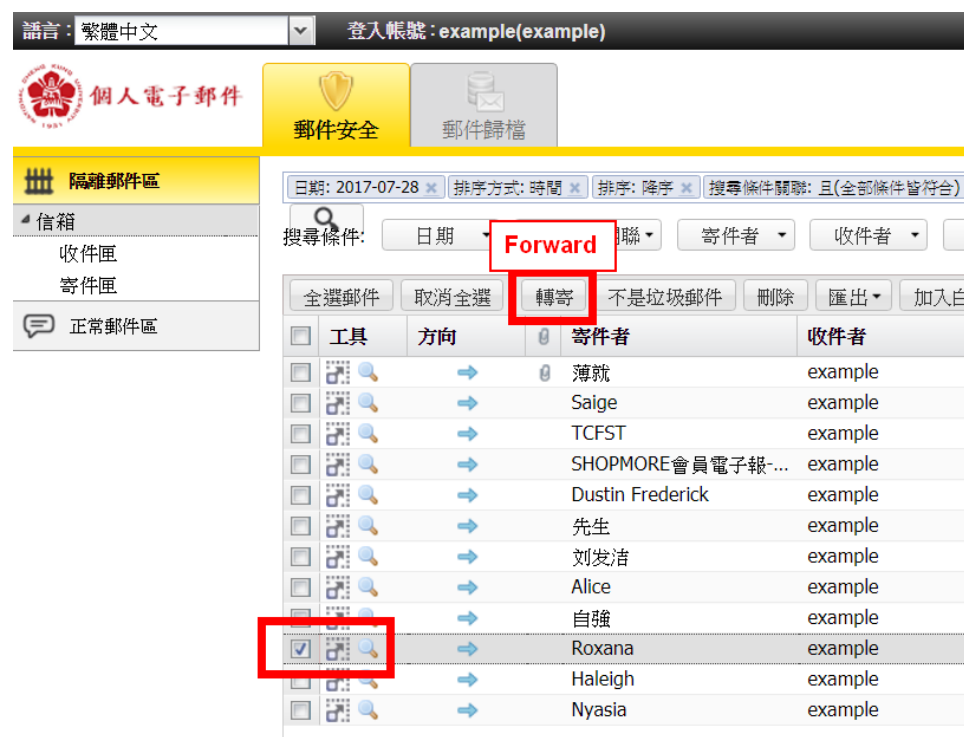 語言：繁體中文 登入帳號：example(example)
個人電子郵件
郵件安全 郵件歸檔
隔離郵件區
信箱
收件匣
寄件匣
正常郵件區
日期: 2017-07-28 排序方式: 時間 排序: 降序 搜尋條件關聯: 且(全部條件皆符合)
搜尋條件: 日期 聯 寄件者 收件者
Forward
全選郵件 取消全選 轉寄 不是垃圾郵件 刪除 匯出 加入白
工具 方向 寄件者 收件者
薄就 example
Saige example
TCFST example
SHOPMORE會員電子報-... example
Dustin Frederick example
先生 example
刘发洁 example
Alice example
自強 example
Roxana example
Haleigh example
Nyasia example